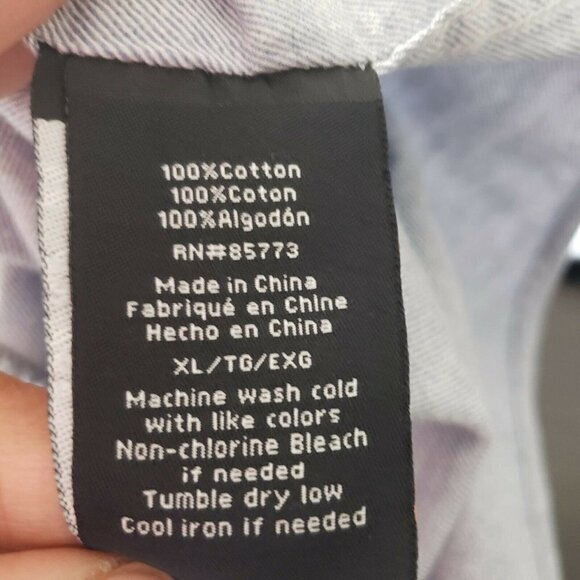 100%Cotton
100%Coton
100%Algodón
RN#85773
Made in China
Fabriqué en Chine
Hecho en China
XL/TG/EXG
Machine wash cold
with like colors
Non-chlorine Bleach
if needed
Tumble dry low
Cool iron if needed